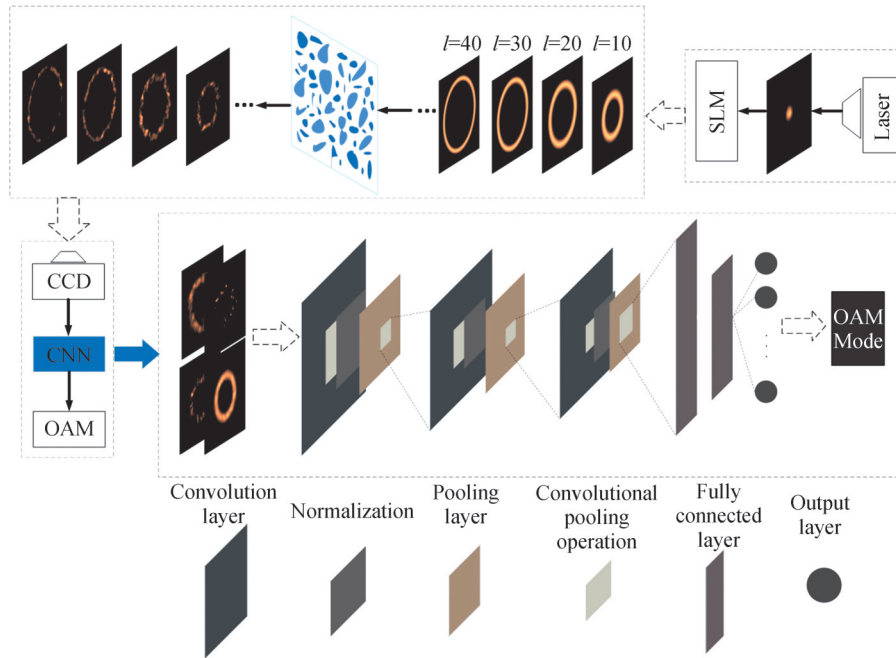 l=40 l=30 l=20 l=10
SLM
Laser
CCD
CNN
OAM
OAM
Mode
Convolution
layer
Normalization
Pooling
layer
Convolutional
pooling
operation
Fully
connected
layer
Output
layer